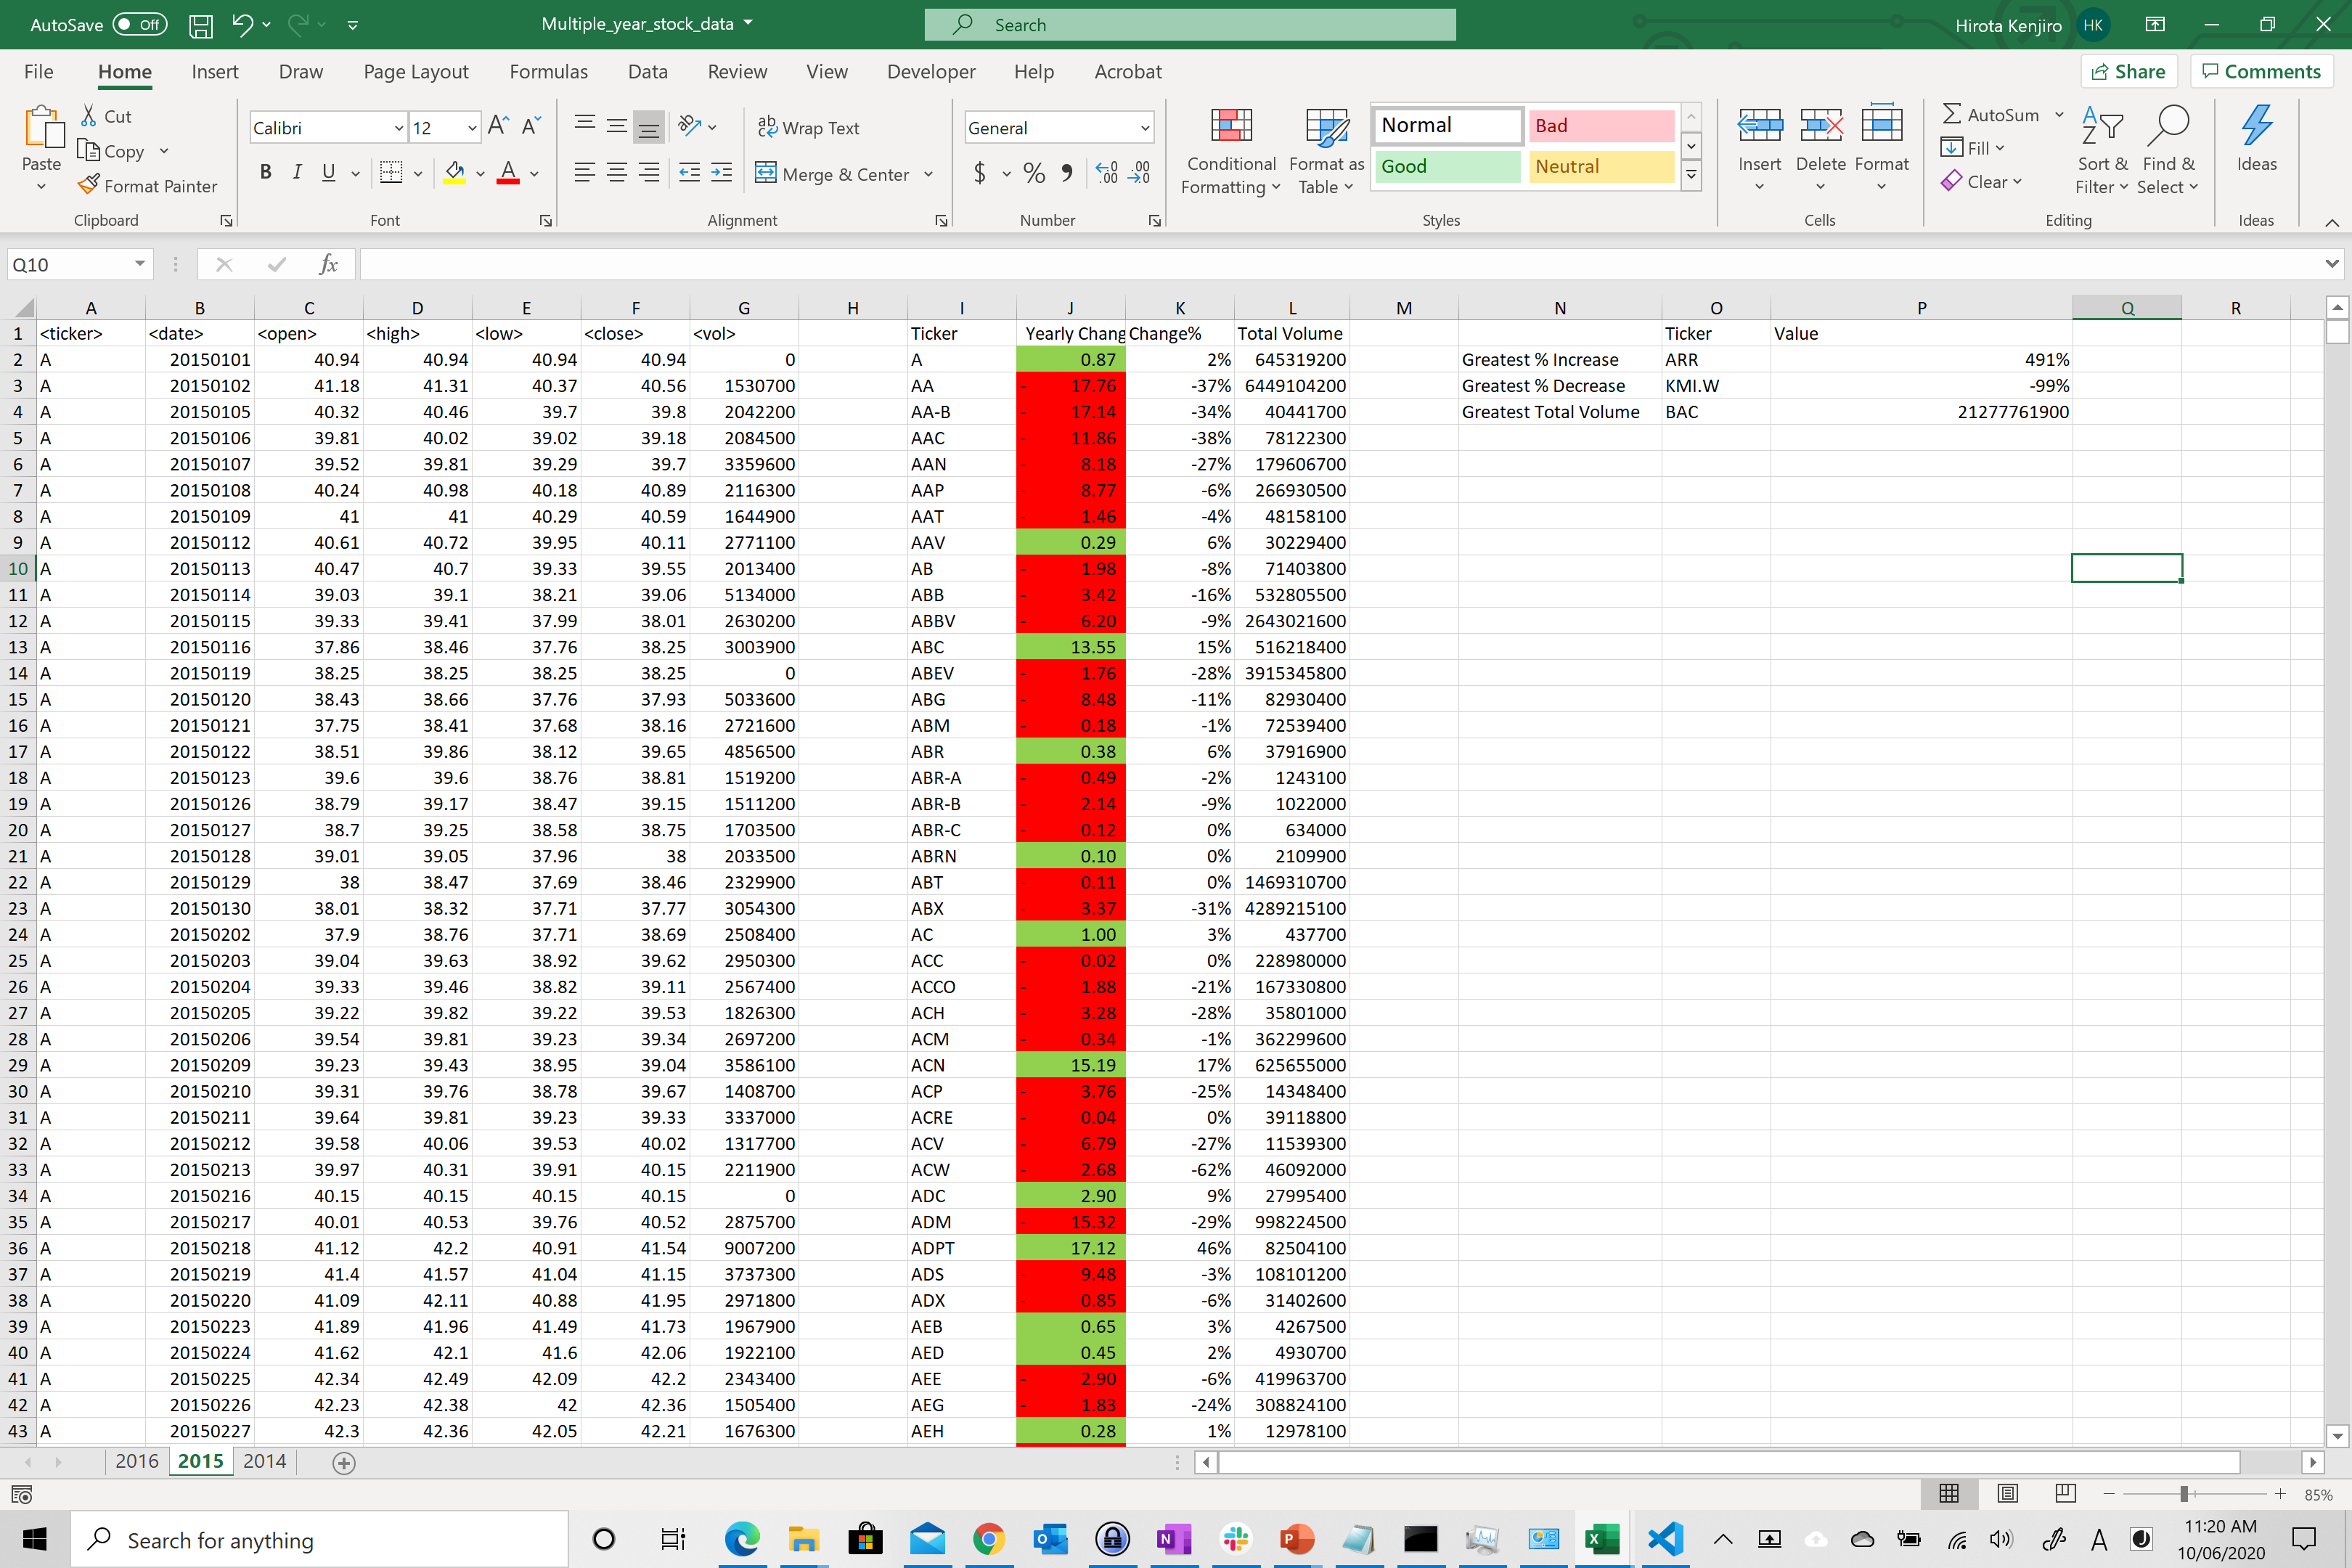 AutoSave Off Multiple_year_stock_data Search Hirota Kenjiro HK
File Home Insert Draw Page Layout Formulas Data Review View Developer Help Acrobat Share Comments
Paste Cut Copy Format Painter Clipboard
Calibri 12 B I U A Font
Wrap Text Merge & Center Alignment
General $ % Number
Conditional Formatting Format as Table Normal Bad Good Neutral Styles
Insert Delete Format Cells
AutoSum Fill Clear Sort & Filter Find & Select Editing
Ideas Ideas
Q10 fx
A B C D E F G H I J K L M N O P Q R
1 <ticker> <date> <open> <high> <low> <close> <vol> Ticker Yearly Chang Change% Total Volume Ticker Value
2 A 20150101 40.94 40.94 40.94 40.94 0 A 0.87 2% 645319200 Greatest % Increase ARR 491%
3 A 20150102 41.18 41.31 40.37 40.56 1530700 AA - 17.76 -37% 6449104200 Greatest % Decrease KMI.W -99%
4 A 20150105 40.32 40.46 39.7 39.8 2042200 AA-B - 17.14 -34% 40441700 Greatest Total Volume BAC 21277761900
5 A 20150106 39.81 40.02 39.02 39.18 2084500 AAC - 11.86 -38% 78122300
6 A 20150107 39.52 39.81 39.29 39.7 3359600 AAN - 8.18 -27% 179606700
7 A 20150108 40.24 40.98 40.18 40.89 2116300 AAP - 8.77 -6% 266930500
8 A 20150109 41 41 40.29 40.59 1644900 AAT - 1.46 -4% 48158100
9 A 20150112 40.61 40.72 39.95 40.11 2771100 AAV 0.29 6% 30229400
10 A 20150113 40.47 40.7 39.33 39.55 2013400 AB - 1.98 -8% 71403800
11 A 20150114 39.03 39.1 38.21 39.06 5134000 ABB - 3.42 -16% 532805500
12 A 20150115 39.33 39.41 37.99 38.01 2630200 ABBV - 6.20 -9% 2643021600
13 A 20150116 37.86 38.46 37.76 38.25 3003900 ABC 13.55 15% 516218400
14 A 20150119 38.25 38.25 38.25 38.25 0 ABEV - 1.76 -28% 3915345800
15 A 20150120 38.43 38.66 37.76 37.93 5033600 ABG - 8.48 -11% 82930400
16 A 20150121 37.75 38.41 37.68 38.16 2721600 ABM - 0.18 -1% 72539400
17 A 20150122 38.51 39.86 38.12 39.65 4856500 ABR 0.38 6% 37916900
18 A 20150123 39.6 39.6 38.76 38.81 1519200 ABR-A - 0.49 -2% 1243100
19 A 20150126 38.79 39.17 38.47 39.15 1511200 ABR-B - 2.14 -9% 1022000
20 A 20150127 38.7 39.25 38.58 38.75 1703500 ABR-C - 0.12 0% 634000
21 A 20150128 39.01 39.05 37.96 38 2033500 ABRN 0.10 0% 2109900
22 A 20150129 38 38.47 37.69 38.46 2329900 ABT - 0.11 0% 1469310700
23 A 20150130 38.01 38.32 37.71 37.77 3054300 ABX - 3.37 -31% 4289215100
24 A 20150202 37.9 38.76 37.71 38.69 2508400 AC 1.00 3% 437700
25 A 20150203 39.04 39.63 38.92 39.62 2950300 ACC - 0.02 0% 228980000
26 A 20150204 39.33 39.46 38.82 39.11 2567400 ACCO - 1.88 -21% 167330800
27 A 20150205 39.22 39.82 39.22 39.53 1826300 ACH - 3.28 -28% 35801000
28 A 20150206 39.54 39.81 39.23 39.34 2697200 ACM - 0.34 -1% 362299600
29 A 20150209 39.23 39.43 38.95 39.04 3586100 ACN 15.19 17% 625655000
30 A 20150210 39.31 39.76 38.78 39.67 1408700 ACP - 3.76 -25% 14348400
31 A 20150211 39.64 39.81 39.23 39.33 3337000 ACRE - 0.04 0% 39118800
32 A 20150212 39.58 40.06 39.53 40.02 1317700 ACV - 6.79 -27% 11539300
33 A 20150213 39.97 40.31 39.91 40.15 2211900 ACW - 2.68 -62% 46092000
34 A 20150216 40.15 40.15 40.15 40.15 0 ADC 2.90 9% 27995400
35 A 20150217 40.01 40.53 39.76 40.52 2875700 ADM - 15.32 -29% 998224500
36 A 20150218 41.12 42.2 40.91 41.54 9007200 ADPT 17.12 46% 82504100
37 A 20150219 41.4 41.57 41.04 41.15 3737300 ADS - 9.48 -3% 108101200
38 A 20150220 41.09 42.11 40.88 41.95 2971800 ADX - 0.85 -6% 31402600
39 A 20150223 41.89 41.96 41.49 41.73 1967900 AEB 0.65 3% 4267500
40 A 20150224 41.62 42.1 41.6 42.06 1922100 AED 0.45 2% 4930700
41 A 20150225 42.34 42.49 42.09 42.2 2343400 AEE - 2.90 -6% 419963700
42 A 20150226 42.23 42.38 42 42.36 1505400 AEG - 1.83 -24% 308824100
43 A 20150227 42.3 42.36 42.05 42.21 1676300 AEH 0.28 1% 12978100
2016 2015 2014
85%
Search for anything 11:20 AM
10/06/2020